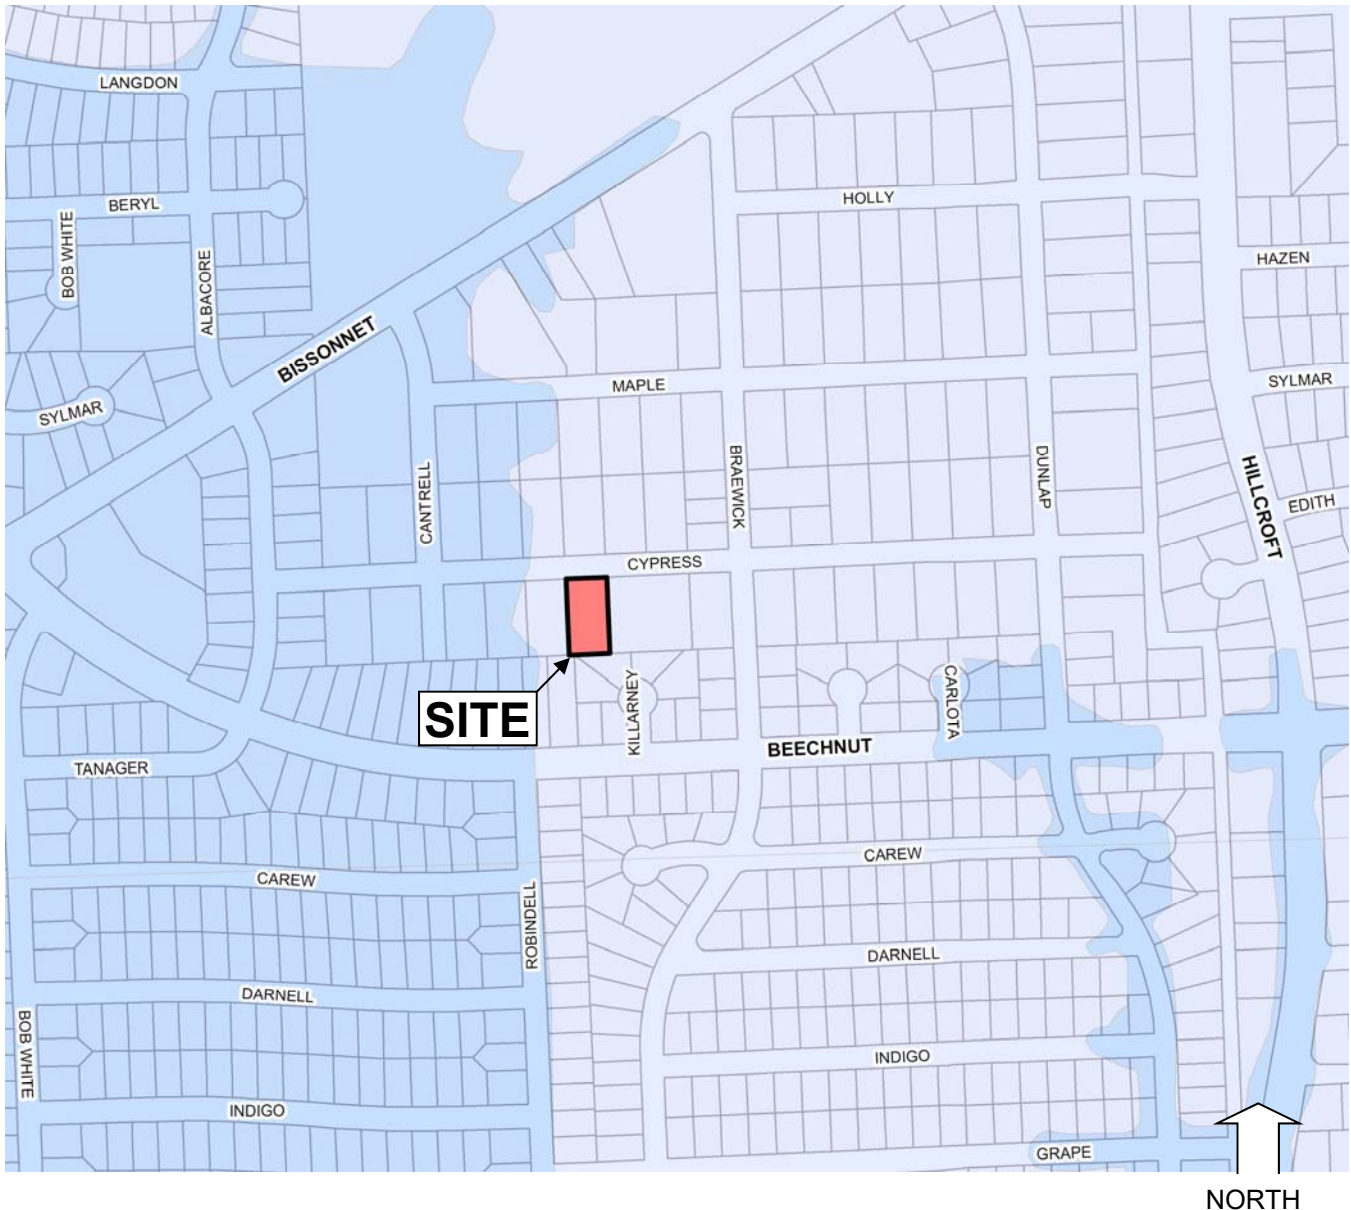 LANGDON
BERYL
BOB WHITE
ALBACORE
HOLLY
HAZEN
BISSONNET
MAPLE
SYLMAR
SYLMAR
CANTRELL
BRAEWICK
DUNLAP
HILLCROFT
EDITH
CYPRESS
SITE
KILLARNEY
CARLOTA
BEECHNUT
TANAGER
CAREW
CAREW
ROBINDELL
DARNELL
DARNELL
BOB WHITE
INDIGO
INDIGO
GRAPE
NORTH